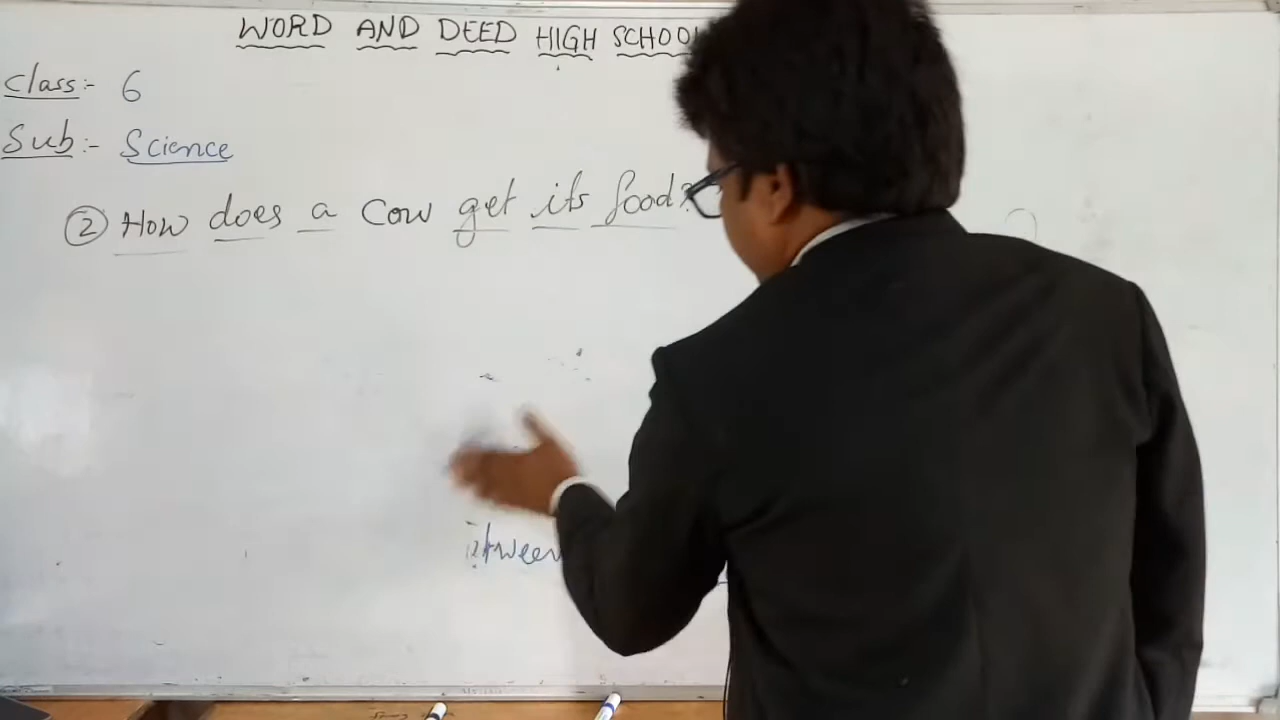 WORD AND DEED HIGH SCHOOL
Class:- 6
Sub:- Science
② How does a Cow get its food?